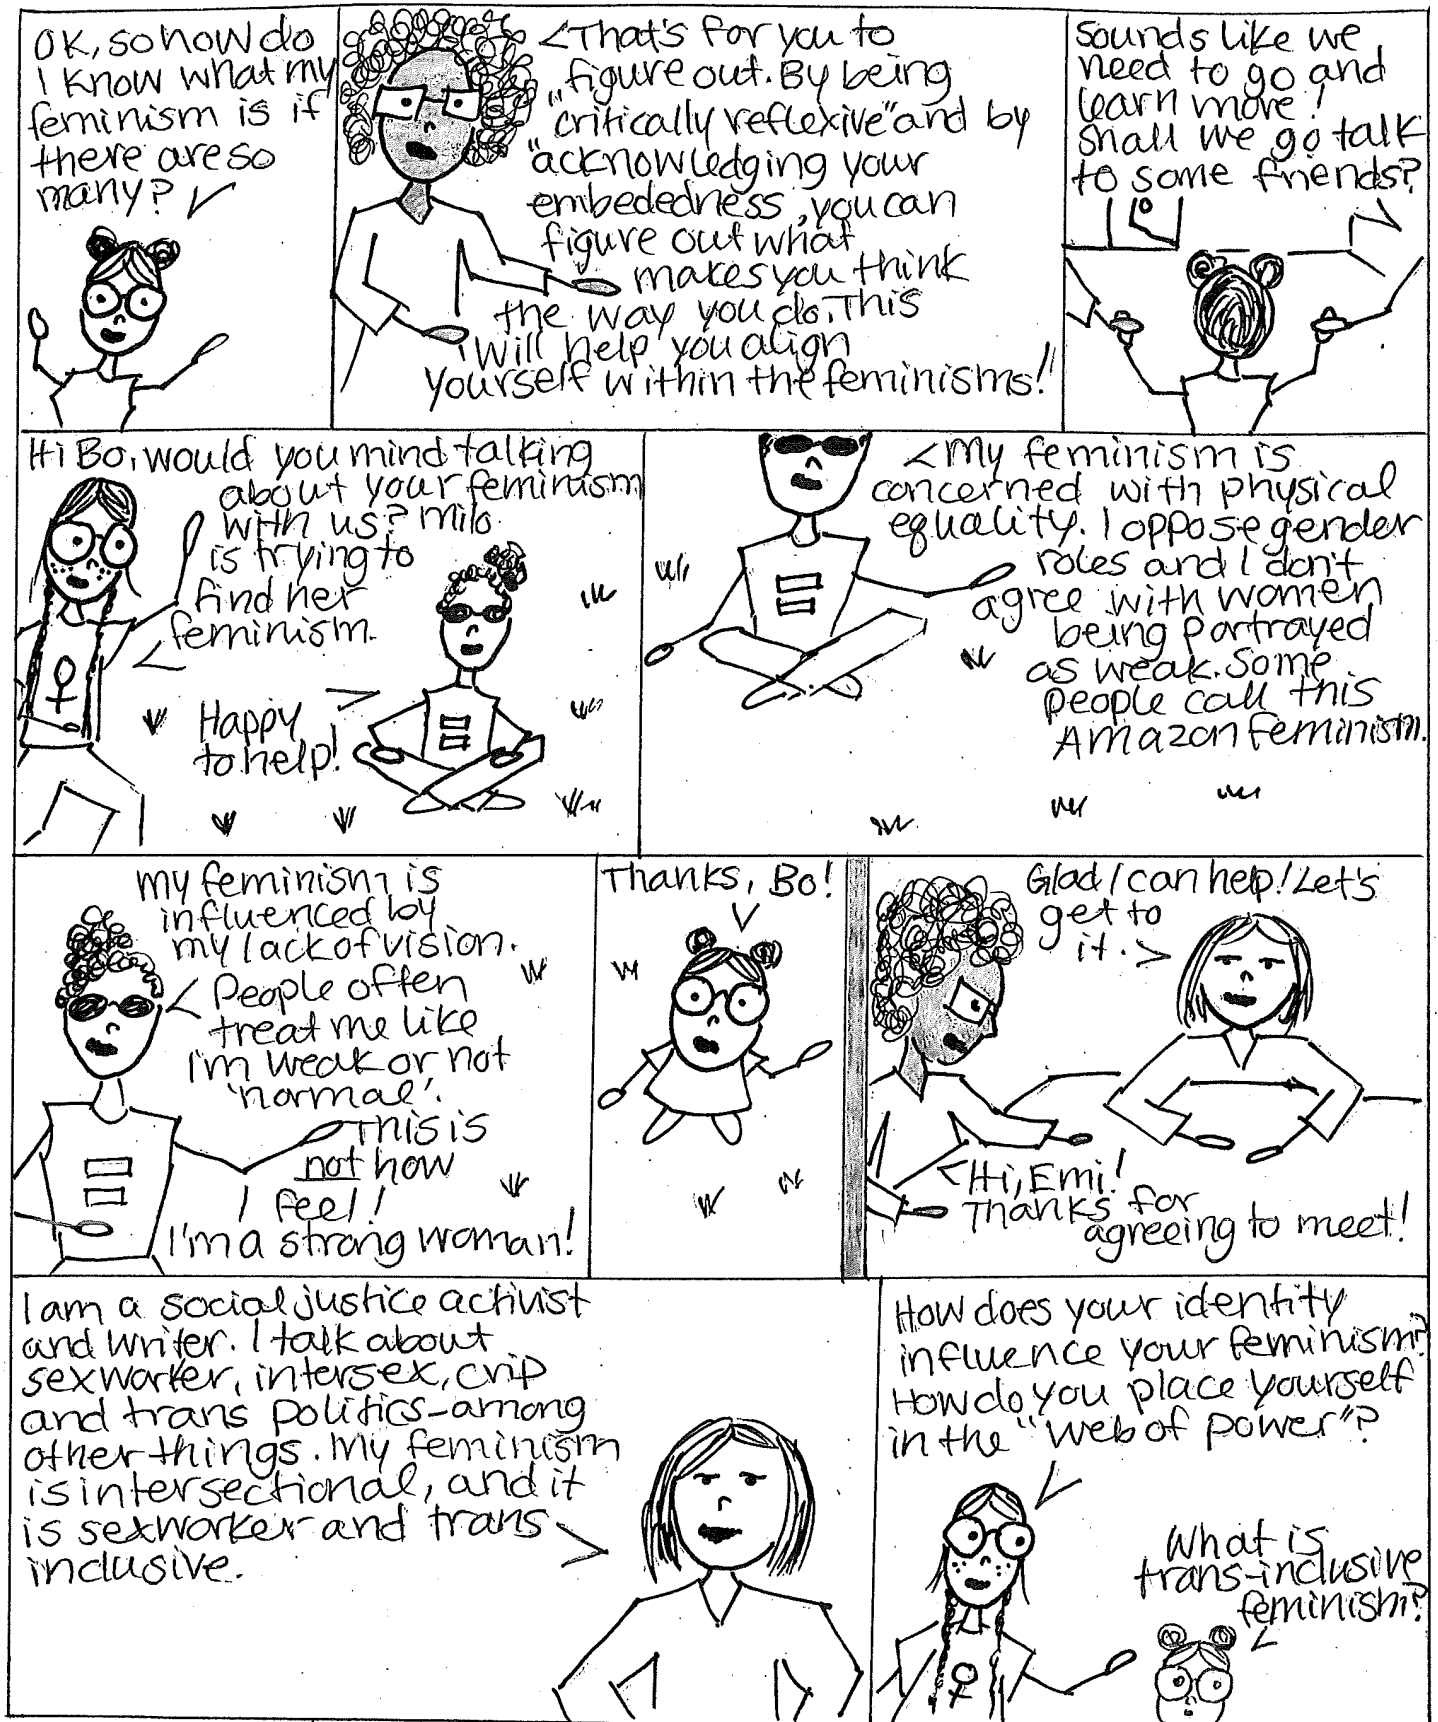 OK, so how do
I know what my
feminism is if
there are so
many?
That's for you to
figure out. By being
"critically reflexive" and by
"acknowledging your
embededness, you can
figure out what
makes you think
the way you do. This
will help you align
yourself within the feminisms!"
Sounds like we
need to go and
learn more!
Shall we go talk
to some friends?
Hi Bo, would you mind talking
about your feminism
with us? Milo
is trying to
find her
feminism.
Happy
to help!
My feminism is
concerned with physical
equality. I oppose gender
roles and I don't
agree with women
being portrayed
as weak. Some
people call this
Amazon feminism.
My feminism is
influenced by
my lack of vision.
People often
treat me like
I'm weak or not
'normal'.
This is
not how
I feel!
I'm a strong woman!
Thanks, Bo!
Glad I can help! Let's
get to
it.
Hi, Emi!
Thanks for
agreeing to meet!
I am a social justice activist
and writer. I talk about
sexworker, intersex, crip
and trans politics-among
other things. My feminism
is intersectional, and it
is sexworker and trans
inclusive.
How does your identity
influence your feminism?
How do you place yourself
in the "web of power"?
What is
trans-inclusive
feminism?